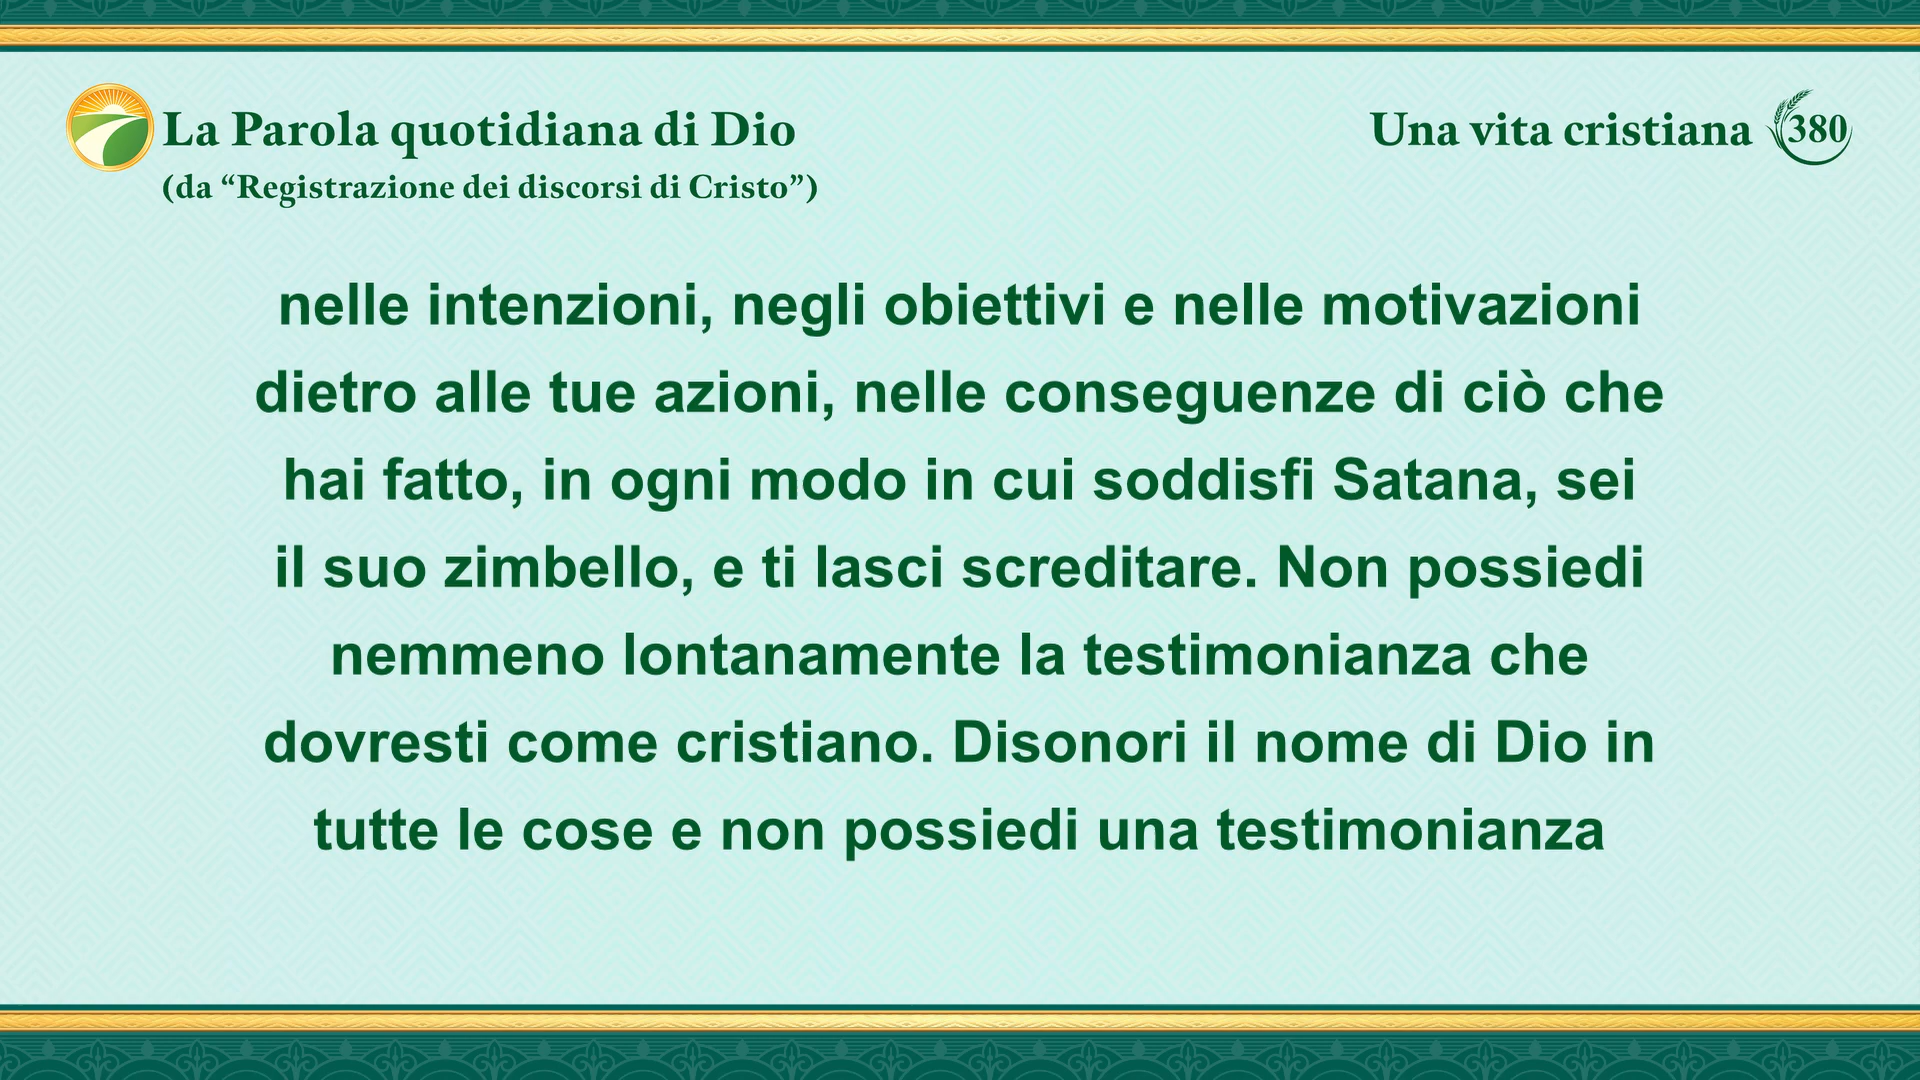 La Parola quotidiana di Dio
(da “Registrazione dei discorsi di Cristo”)
Una vita cristiana 380
nelle intenzioni, negli obiettivi e nelle motivazioni
dietro alle tue azioni, nelle conseguenze di ciò che
hai fatto, in ogni modo in cui soddisfi Satana, sei
il suo zimbello, e ti lasci screditare. Non possiedi
nemmeno lontanamente la testimonianza che
dovresti come cristiano. Disonori il nome di Dio in
tutte le cose e non possiedi una testimonianza